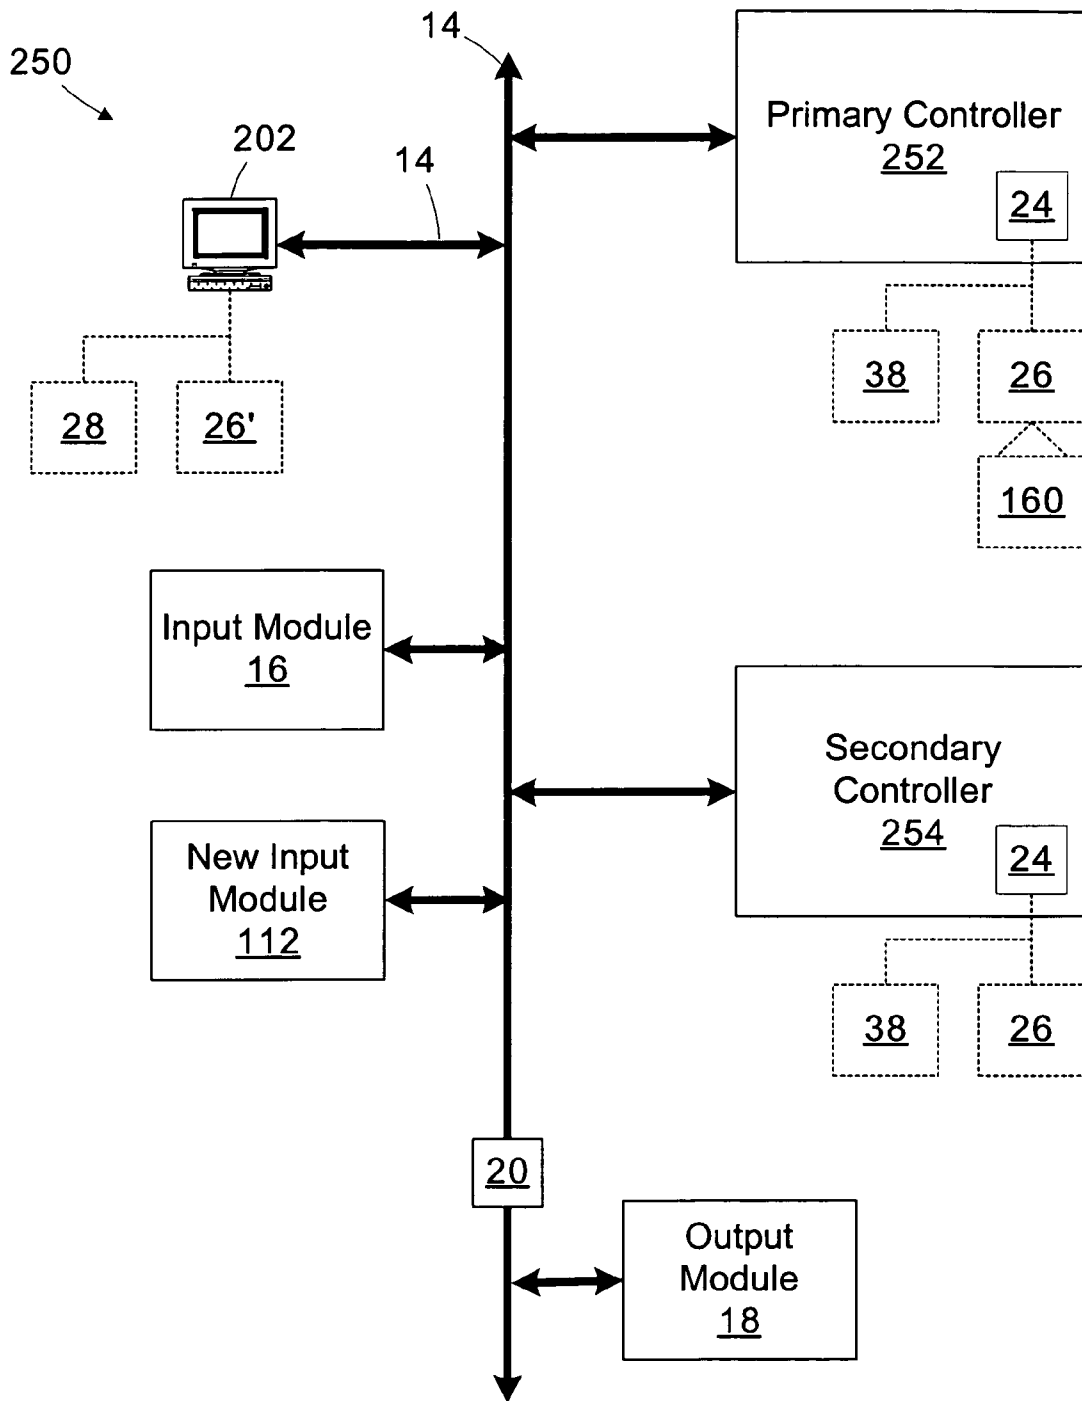 14
250
Primary Controller
252
24
202
14
38
26
28
26'
160
Input Module
16
Secondary
Controller
254
24
New Input
Module
112
38
26
20
Output
Module
18